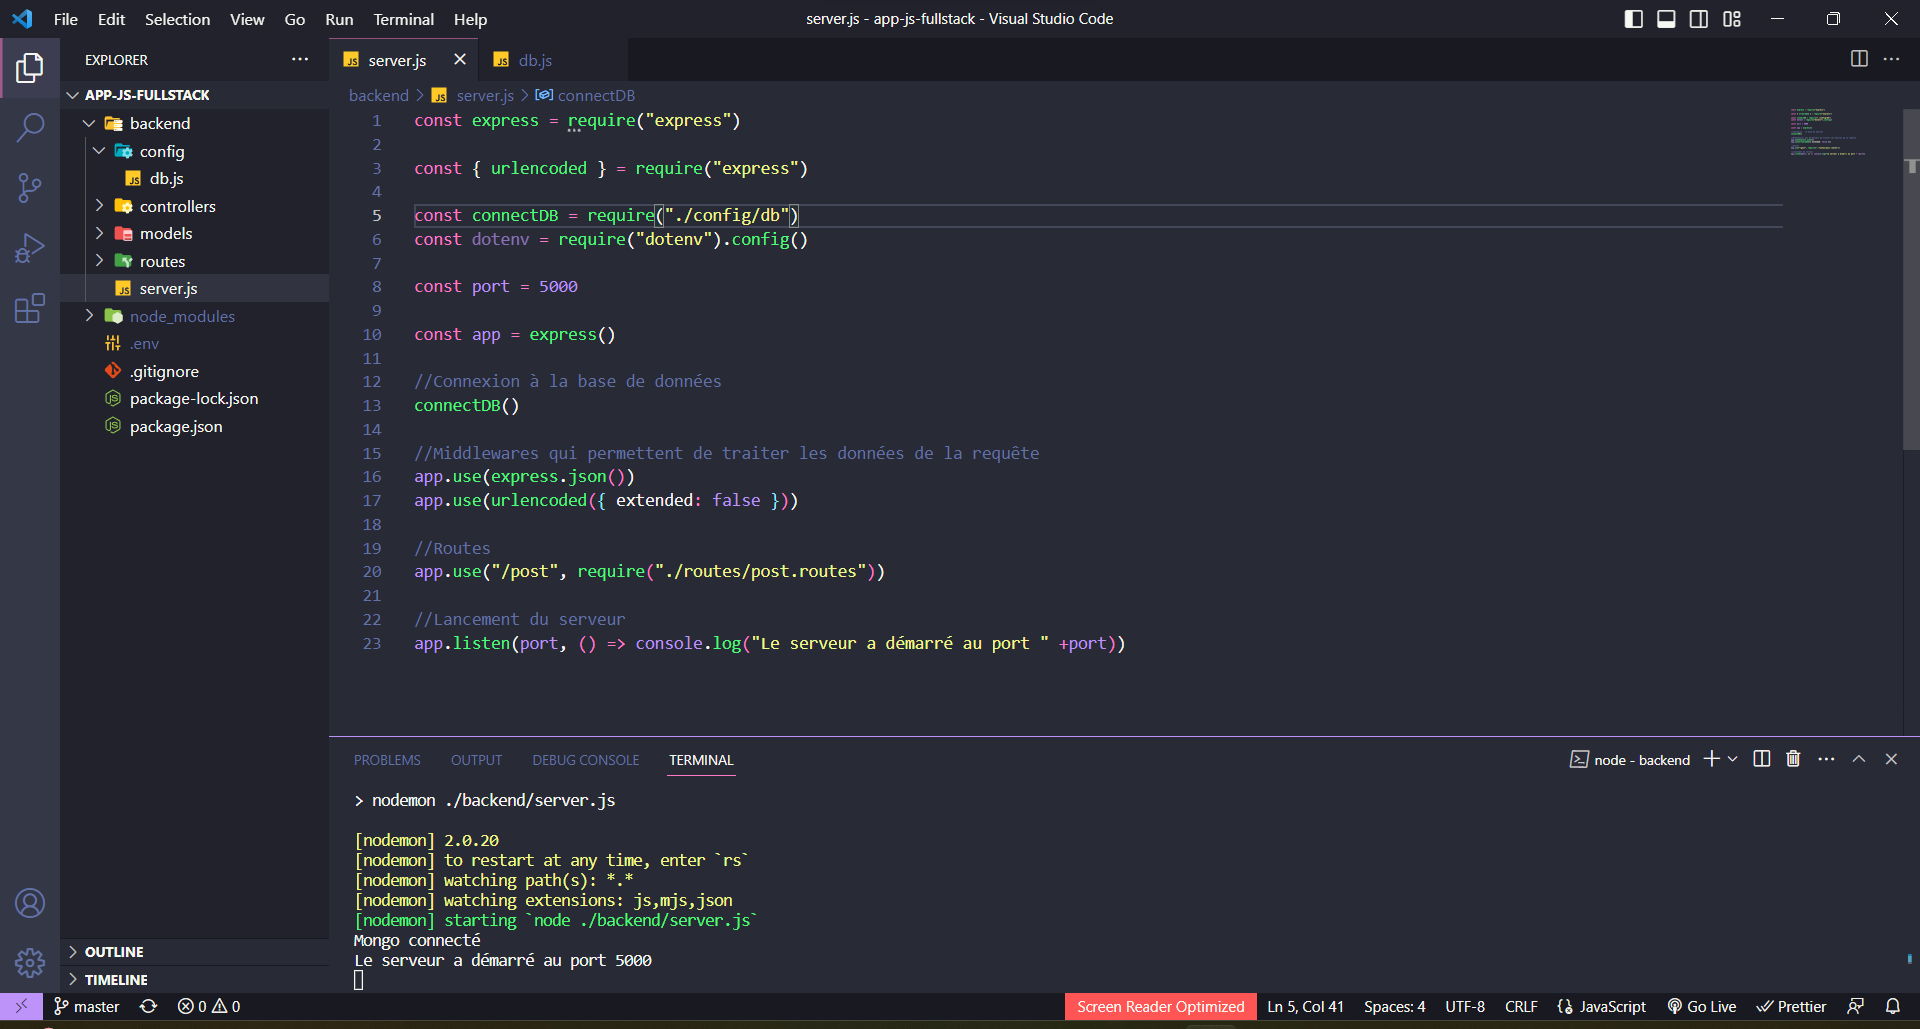 File Edit Selection View Go Run Terminal Help
server.js - app-js-fullstack - Visual Studio Code
EXPLORER
APP-JS-FULLSTACK
backend
config
db.js
controllers
models
routes
server.js
node_modules
.env
.gitignore
package-lock.json
package.json
OUTLINE
TIMELINE
server.js db.js
backend > server.js > connectDB
1 const express = require("express")
2
3 const { urlencoded } = require("express")
4
5 const connectDB = require("./config/db")
6 const dotenv = require("dotenv").config()
7
8 const port = 5000
9
10 const app = express()
11
12 //Connexion à la base de données
13 connectDB()
14
15 //Middlewares qui permettent de traiter les données de la requête
16 app.use(express.json())
17 app.use(urlencoded({ extended: false }))
18
19 //Routes
20 app.use("/post", require("./routes/post.routes"))
21
22 //Lancement du serveur
23 app.listen(port, () => console.log("Le serveur a démarré au port " +port))
PROBLEMS OUTPUT DEBUG CONSOLE TERMINAL
node - backend
> nodemon ./backend/server.js
[nodemon] 2.0.20
[nodemon] to restart at any time, enter `rs`
[nodemon] watching path(s): *.*
[nodemon] watching extensions: js,mjs,json
[nodemon] starting `node ./backend/server.js`
Mongo connecté
Le serveur a démarré au port 5000
master 0 0
Screen Reader Optimized Ln 5, Col 41 Spaces: 4 UTF-8 CRLF JavaScript Go Live Prettier